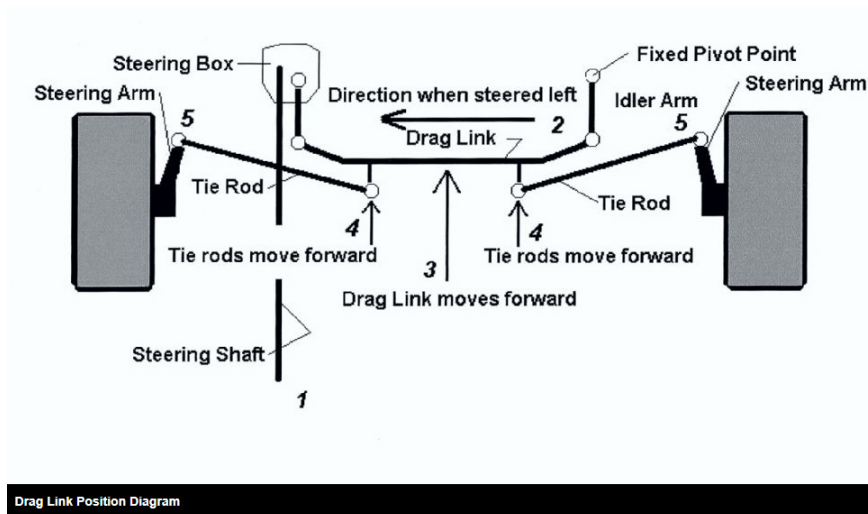 Steering Box
Fixed Pivot Point
Steering Arm
Steering Arm
Direction when steered left
Idler Arm
5
2
5
Drag Link
Tie Rod
Tie Rod
4
4
Tie rods move forward
3
Tie rods move forward
Drag Link moves forward
Steering Shaft
1
Drag Link Position Diagram